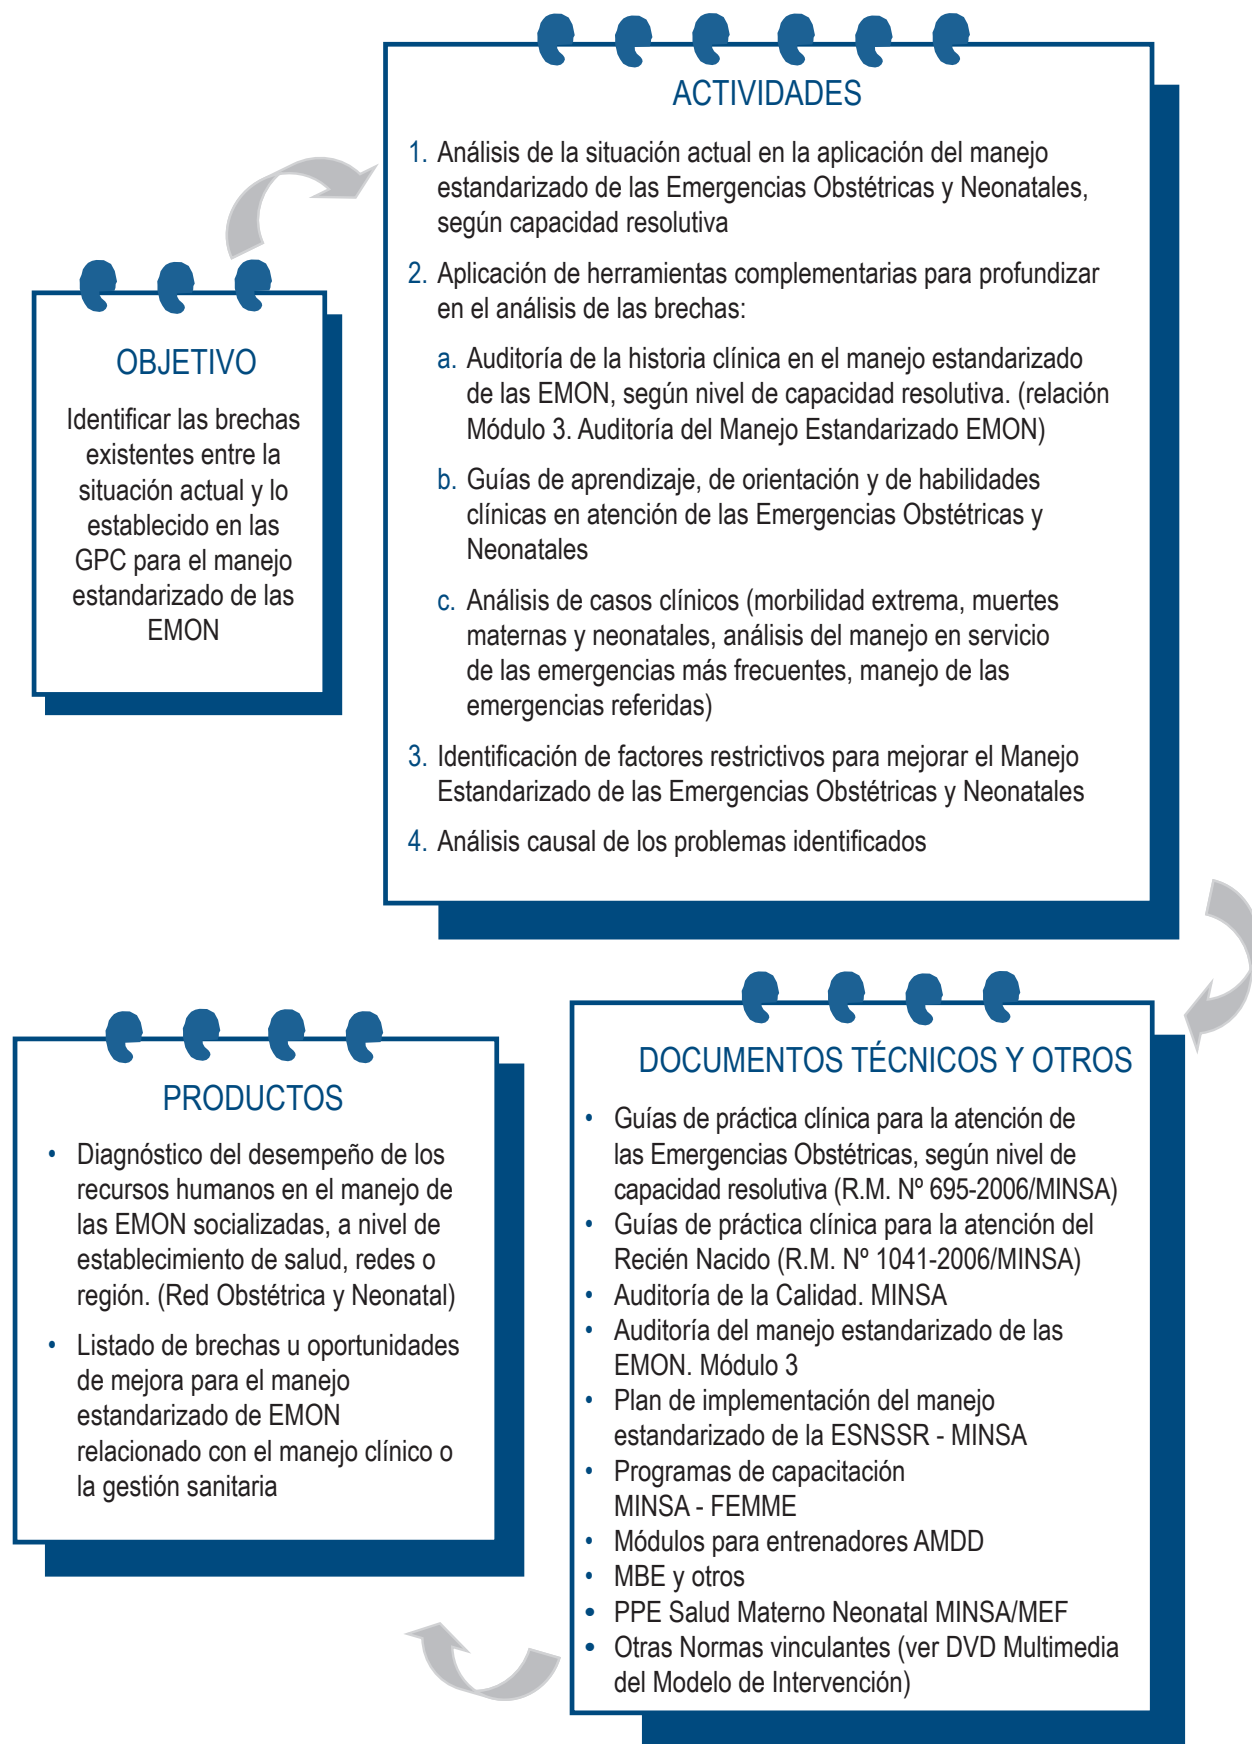 OBJETIVO
Identificar las brechas
existentes entre la
situación actual y lo
establecido en las
GPC para el manejo
estandarizado de las
EMON
ACTIVIDADES
1. Análisis de la situación actual en la aplicación del manejo
estandarizado de las Emergencias Obstétricas y Neonatales,
según capacidad resolutiva
2. Aplicación de herramientas complementarias para profundizar
en el análisis de las brechas:
a. Auditoría de la historia clínica en el manejo estandarizado
de las EMON, según nivel de capacidad resolutiva. (relación
Módulo 3. Auditoría del Manejo Estandarizado EMON)
b. Guías de aprendizaje, de orientación y de habilidades
clínicas en atención de las Emergencias Obstétricas y
Neonatales
c. Análisis de casos clínicos (morbilidad extrema, muertes
maternas y neonatales, análisis del manejo en servicio
de las emergencias más frecuentes, manejo de las
emergencias referidas)
3. Identificación de factores restrictivos para mejorar el Manejo
Estandarizado de las Emergencias Obstétricas y Neonatales
4. Análisis causal de los problemas identificados
DOCUMENTOS TÉCNICOS Y OTROS
• Guías de práctica clínica para la atención de
las Emergencias Obstétricas, según nivel de
capacidad resolutiva (R.M. Nº 695-2006/MINSA)
• Guías de práctica clínica para la atención del
Recién Nacido (R.M. Nº 1041-2006/MINSA)
• Auditoría de la Calidad. MINSA
• Auditoría del manejo estandarizado de las
EMON. Módulo 3
• Plan de implementación del manejo
estandarizado de la ESNSSR - MINSA
• Programas de capacitación
MINSA - FEMME
• Módulos para entrenadores AMDD
• MBE y otros
• PPE Salud Materno Neonatal MINSA/MEF
• Otras Normas vinculantes (ver DVD Multimedia
del Modelo de Intervención)
PRODUCTOS
• Diagnóstico del desempeño de los
recursos humanos en el manejo de
las EMON socializadas, a nivel de
establecimiento de salud, redes o
región. (Red Obstétrica y Neonatal)
• Listado de brechas u oportunidades
de mejora para el manejo
estandarizado de EMON
relacionado con el manejo clínico o
la gestión sanitaria